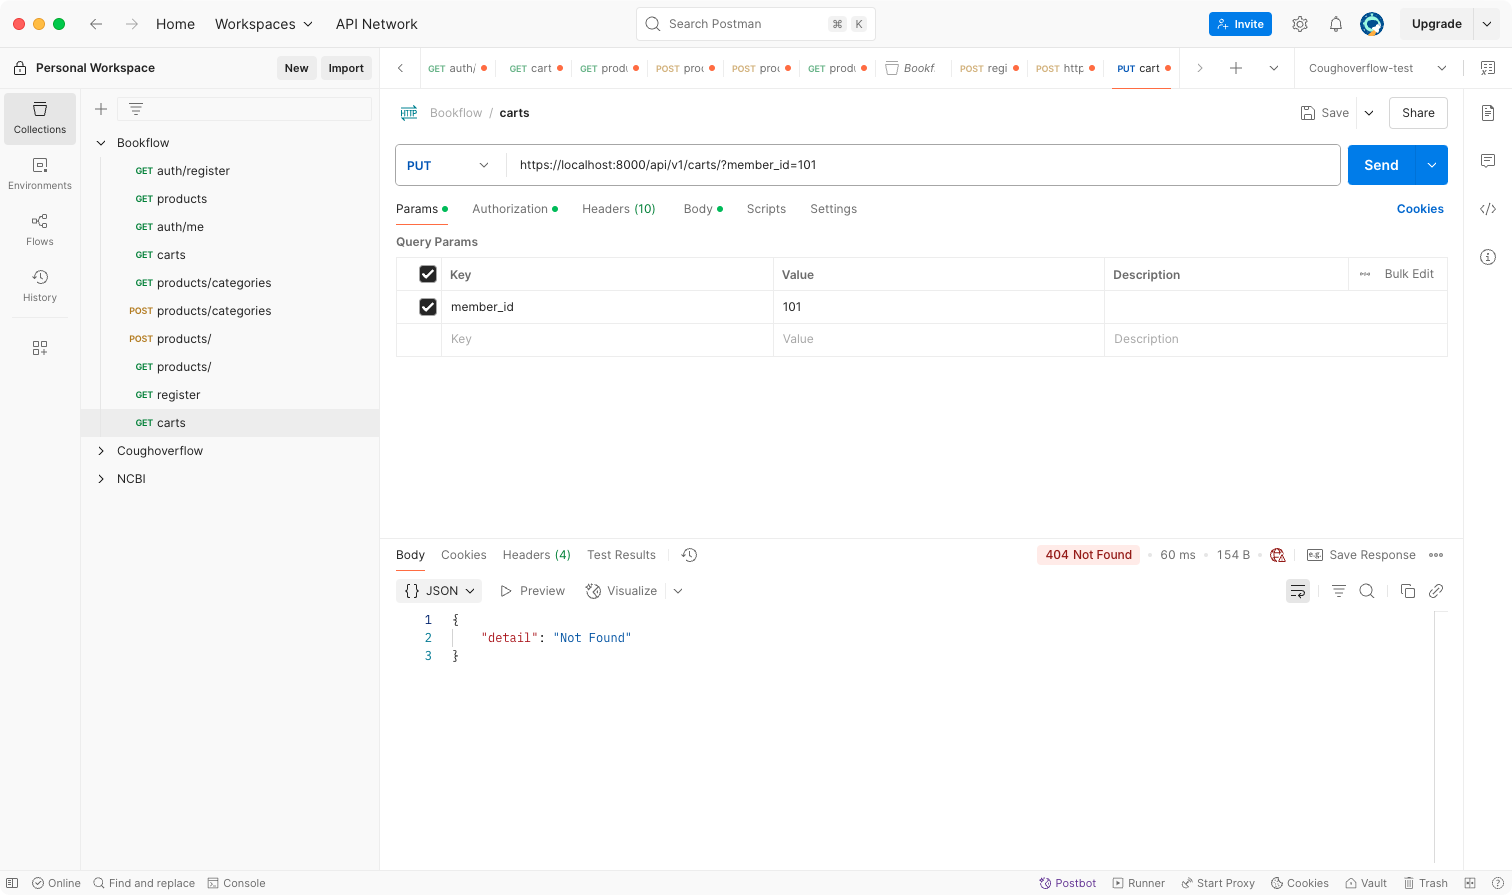 Home
Workspaces
API Network
Search Postman
⌘ K
Invite
Upgrade
Personal Workspace
New
Import
GET auth/
GET cart
GET produ
POST proc
POST proc
GET produ
Bookf
POST regi
POST http
PUT cart
Coughoverflow-test
Collections
Environments
Flows
History
Bookflow
GET auth/register
GET products
GET auth/me
GET carts
GET products/categories
POST products/categories
POST products/
GET products/
GET register
GET carts
Coughoverflow
NCBI
HTTP
Bookflow / carts
Save
Share
PUT
https://localhost:8000/api/v1/carts/?member_id=101
Send
Params
Authorization
Headers (10)
Body
Scripts
Settings
Cookies
Query Params
Key Value Description
Bulk Edit
member_id 101
Key Value Description
Body
Cookies
Headers (4)
Test Results
404 Not Found
60 ms
154 B
e.g.
Save Response
{} JSON
Preview
Visualize
1 {
2 "detail": "Not Found"
3 }
Online
Find and replace
Console
Postbot
Runner
Start Proxy
Cookies
Vault
Trash